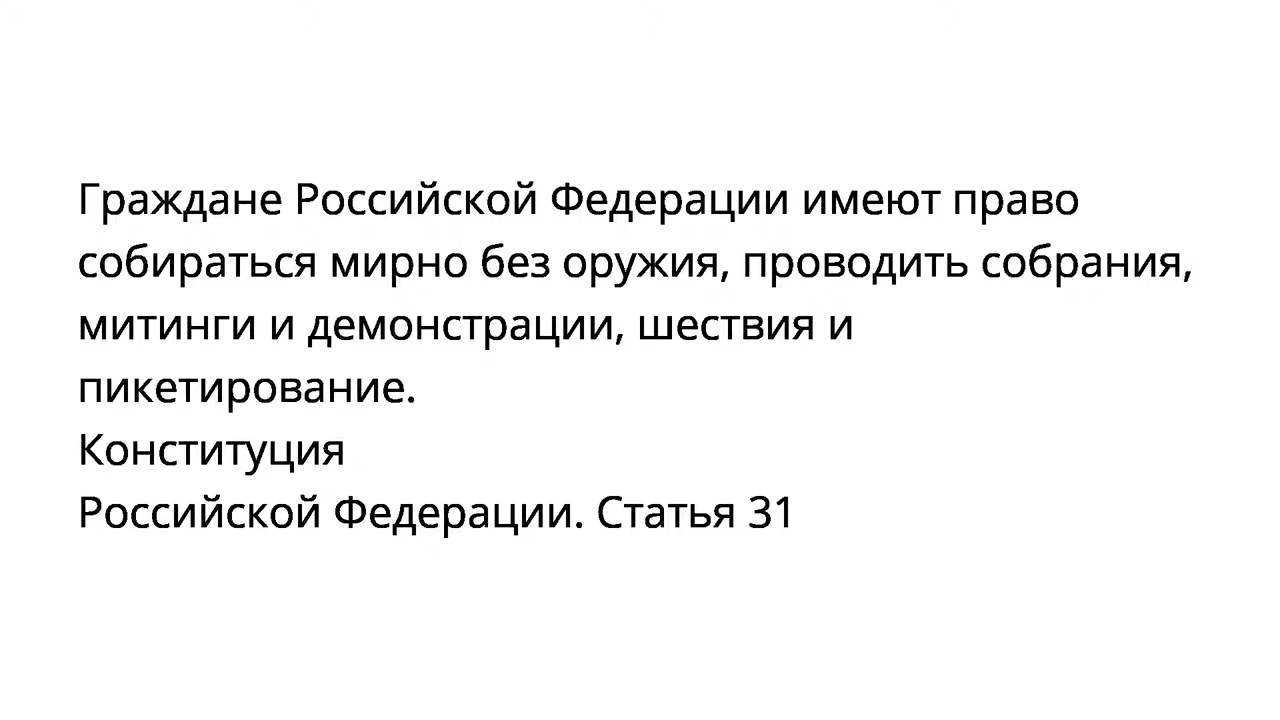 Граждане Российской Федерации имеют право
собираться мирно без оружия, проводить собрания,
митинги и демонстрации, шествия и
пикетирование.
Конституция
Российской Федерации. Статья 31